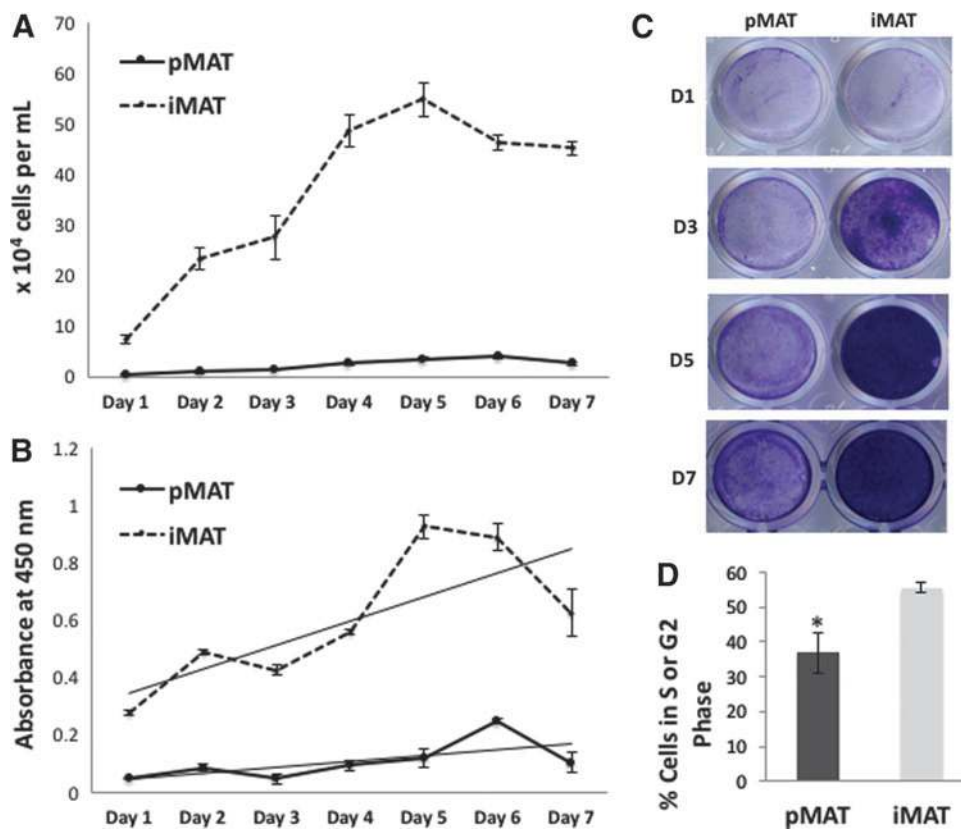 A
70
60
50
40
30
20
10
0
x 10⁴ cells per mL
pMAT
iMAT
Day 1 Day 2 Day 3 Day 4 Day 5 Day 6 Day 7
B
1.2
1
0.8
0.6
0.4
0.2
0
Absorbance at 450 nm
pMAT
iMAT
Day 1 Day 2 Day 3 Day 4 Day 5 Day 6 Day 7
C
pMAT iMAT
D1
D3
D5
D7
D
60
50
40
30
20
10
0
% Cells in S or G2
Phase
*
pMAT iMAT